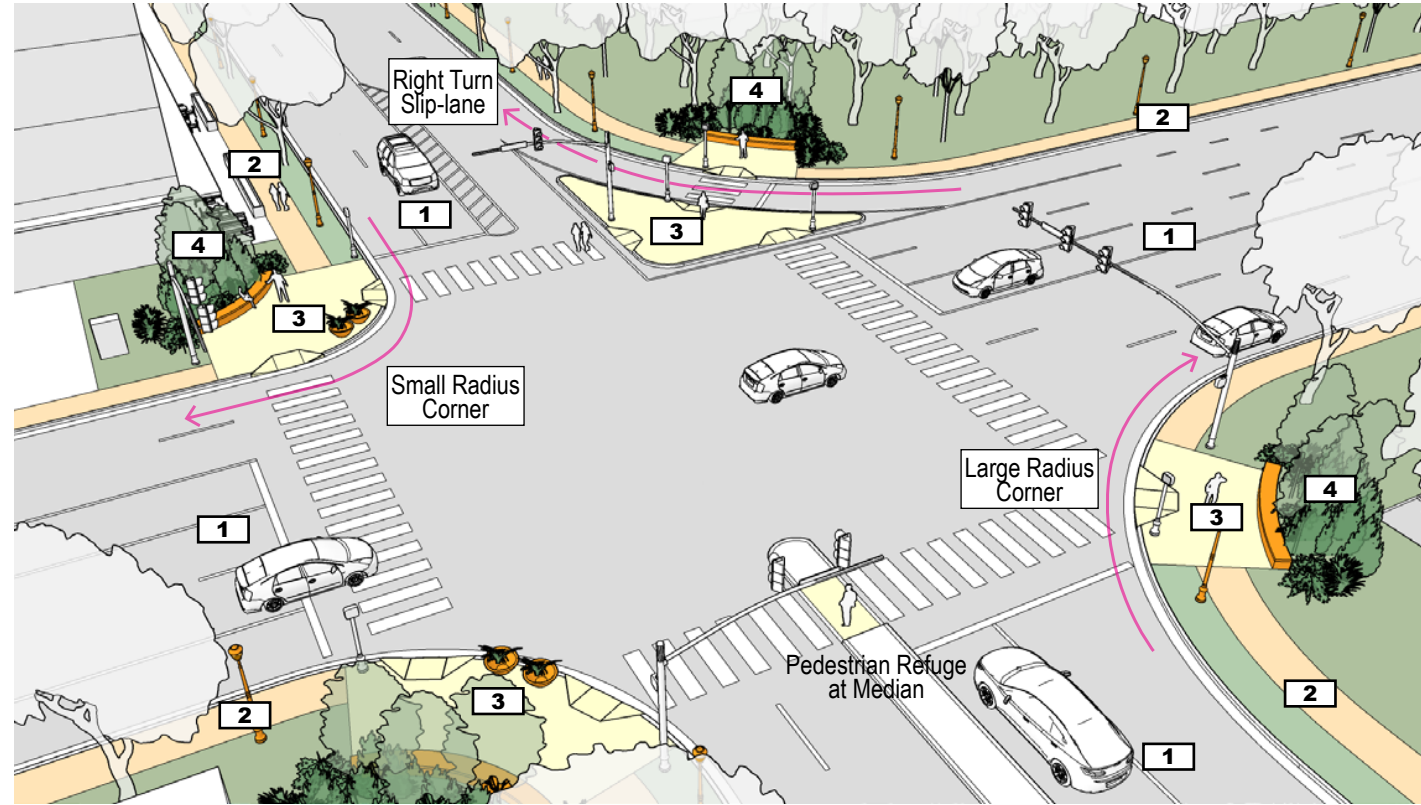 Right Turn
Slip-lane
4
2
2
1
4
3
1
3
Small Radius
Corner
Large Radius
Corner
4
3
1
Pedestrian Refuge
at Median
3
2
2
1